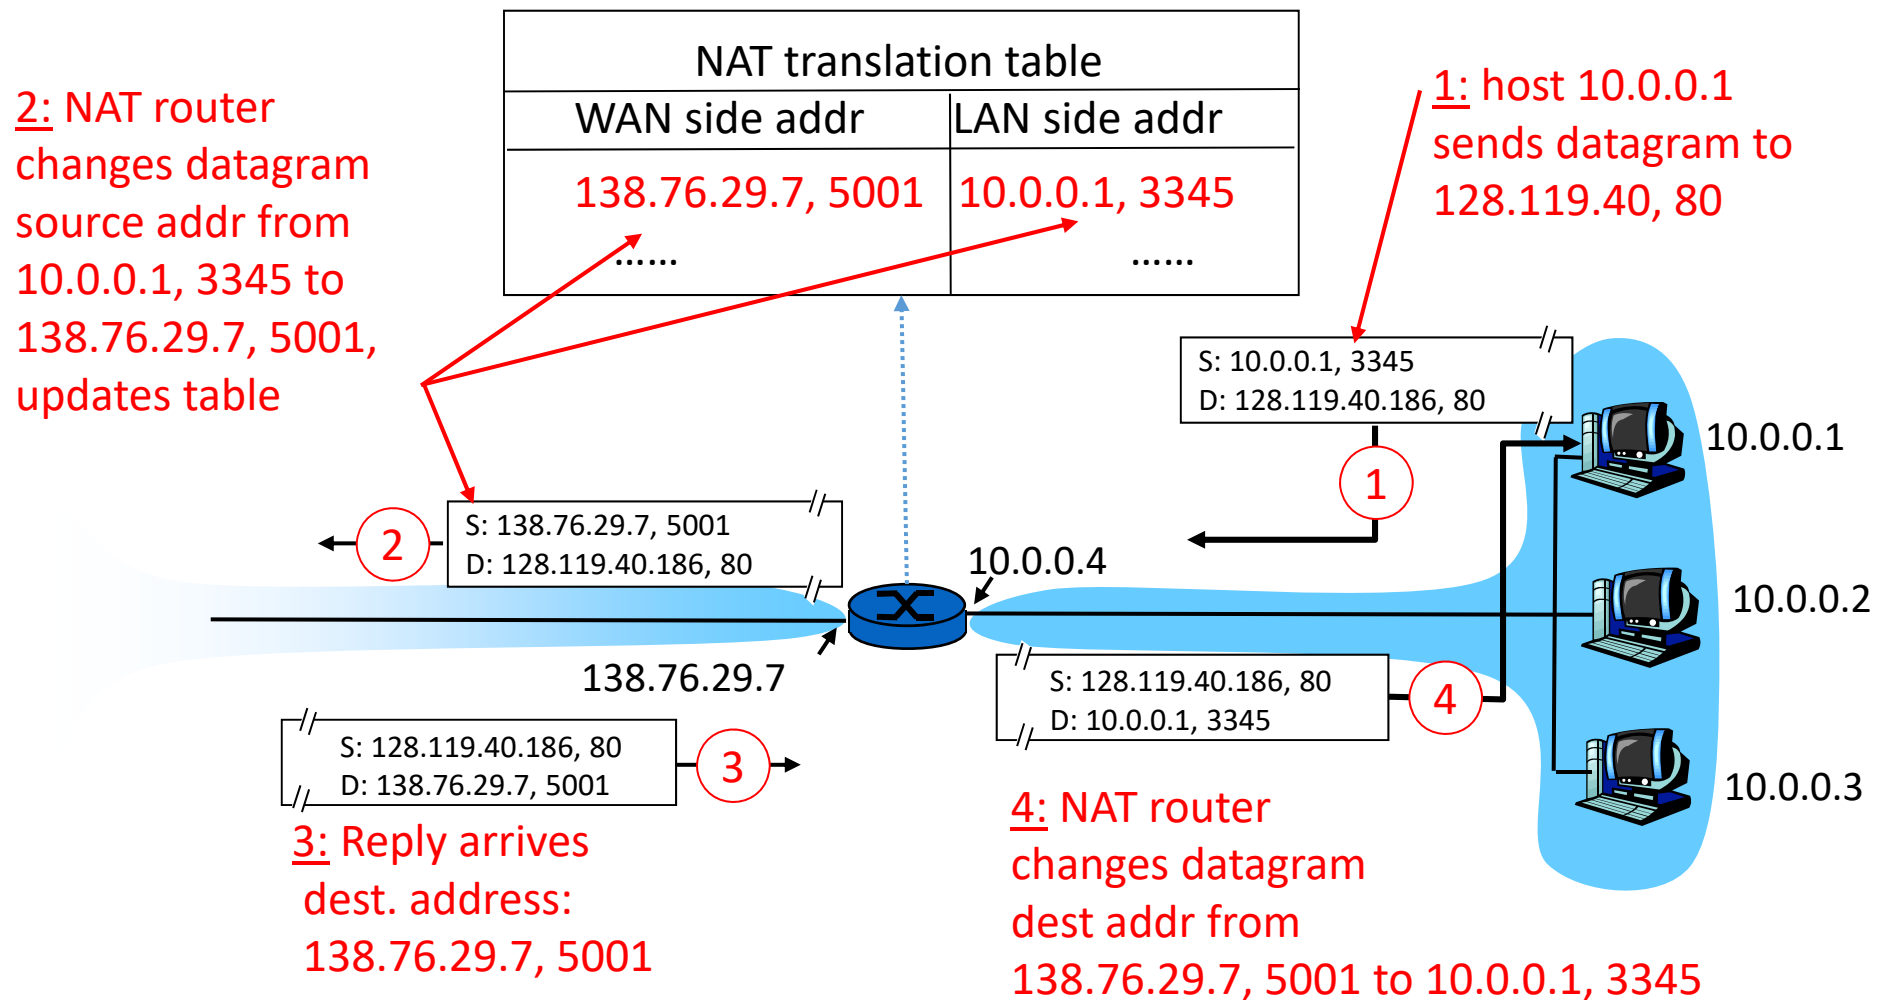 NAT translation table
WAN side addr
LAN side addr
138.76.29.7, 5001
10.0.0.1, 3345
......
......
2: NAT router
changes datagram
source addr from
10.0.0.1, 3345 to
138.76.29.7, 5001,
updates table
1: host 10.0.0.1
sends datagram to
128.119.40, 80
S: 10.0.0.1, 3345
D: 128.119.40.186, 80
1
10.0.0.1
S: 138.76.29.7, 5001
D: 128.119.40.186, 80
2
10.0.0.4
10.0.0.2
138.76.29.7
S: 128.119.40.186, 80
D: 10.0.0.1, 3345
4
S: 128.119.40.186, 80
D: 138.76.29.7, 5001
3
10.0.0.3
3: Reply arrives
dest. address:
138.76.29.7, 5001
4: NAT router
changes datagram
dest addr from
138.76.29.7, 5001 to 10.0.0.1, 3345